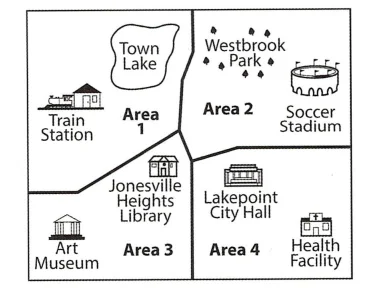 Town
Lake
Westbrook
Park
Train
Station
Area
1
Area 2
Soccer
Stadium
Jonesville
Heights
Library
Lakepoint
City Hall
Art
Museum
Area 3
Area 4
Health
Facility